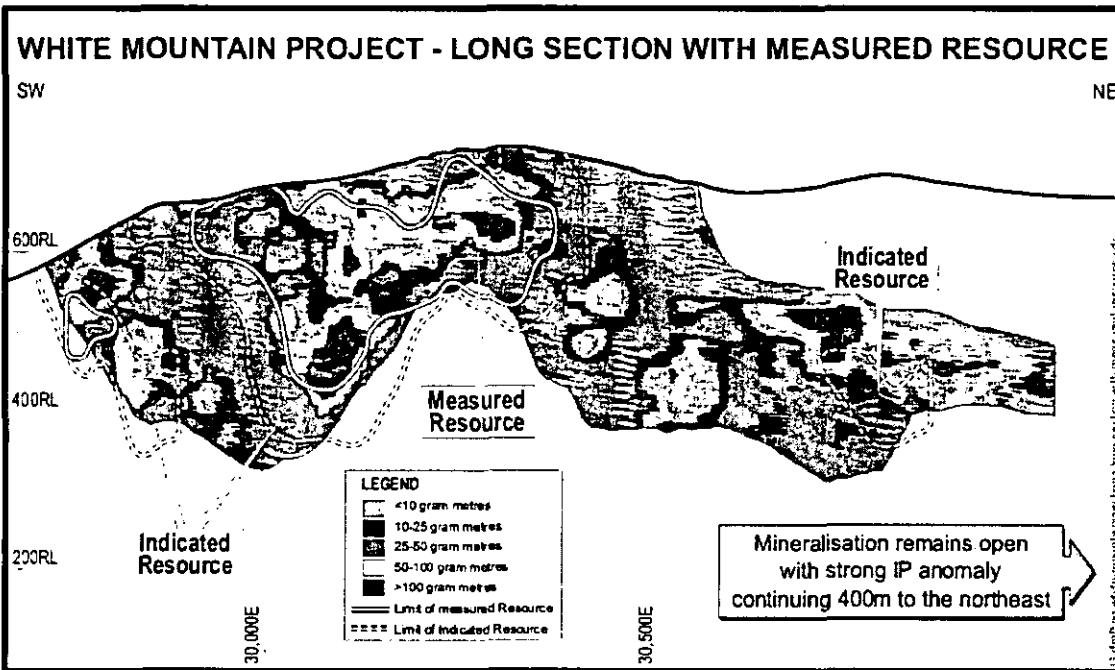 WHITE MOUNTAIN PROJECT - LONG SECTION WITH MEASURED RESOURCE
SW
NE
600RL
Indicated
Resource
400RL
Measured
Resource
LEGEND
<10 gram metres
10-25 gram metres
25-50 gram metres
50-100 gram metres
>100 gram metres
Limit of measured Resource
Limit of Indicated Resource
Indicated
Resource
200RL
Mineralisation remains open
with strong IP anomaly
continuing 400m to the northeast
30,000E
30,500E